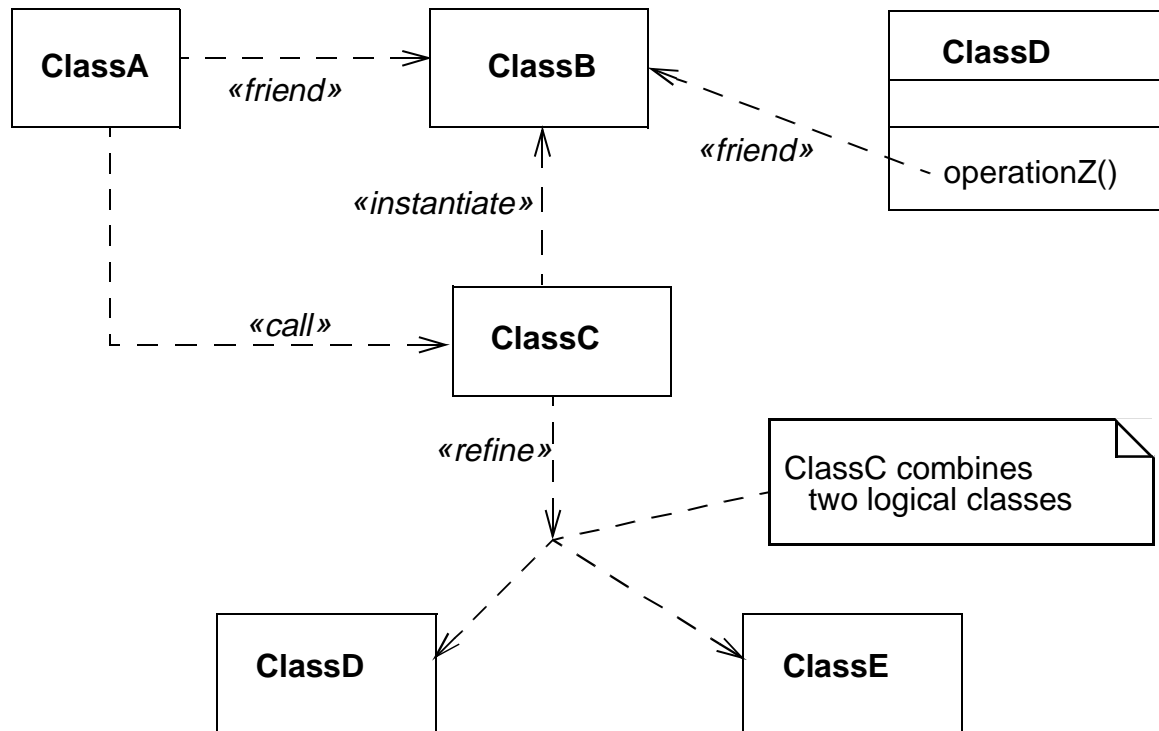 ClassA
ClassB
ClassD
«friend»
«friend»
operationZ()
«instantiate»
«call»
ClassC
«refine»
ClassC combines
two logical classes
ClassD
ClassE